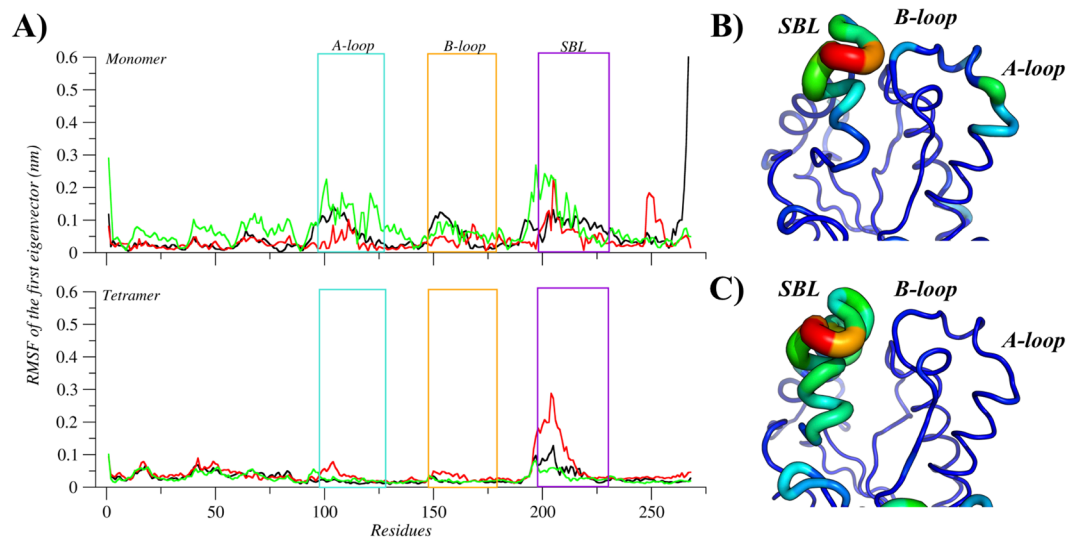 A)
A-loop
B-loop
SBL
0.6
Monomer
0.5
0.4
0.3
0.2
0.1
0
0.6
Tetramer
0.5
0.4
0.3
0.2
0.1
0
0 50 100 150 200 250
Residues
RMSF of the first eigenvector (nm)
B)
SBL
B-loop
A-loop
C)
SBL
B-loop
A-loop